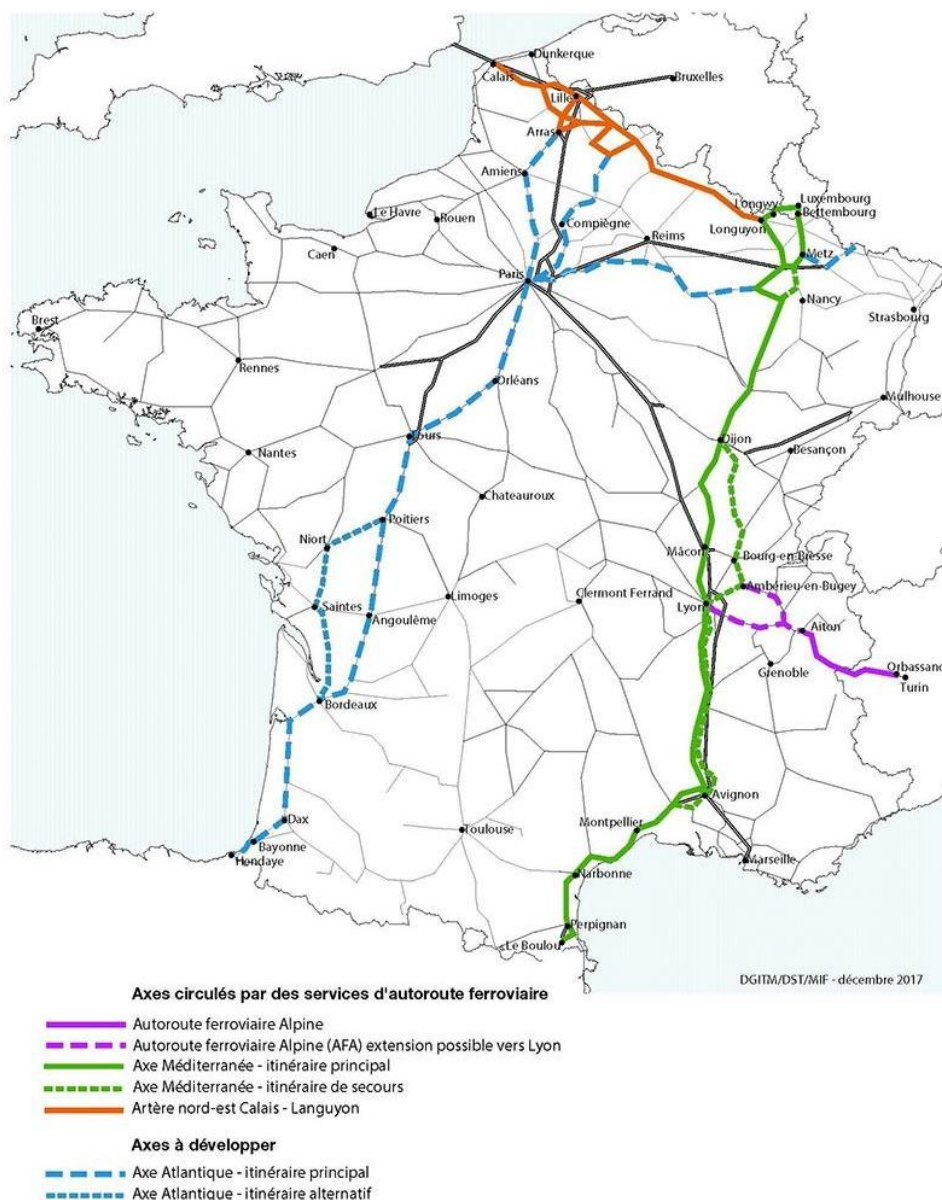 Dunkerque
Calais
Bruxelles
Lille
Arras
Amiens
Luxembourg
Longwy
Bettembourg
Le Havre
Rouen
Compiègne
Longuyon
Reims
Caen
Metz
Paris
Nancy
Strasbourg
Brest
Rennes
Orléans
Mulhouse
Tours
Dijon
Nantes
Besançon
Chateauroux
Poitiers
Niort
Mâcon
Bourg-en-Bresse
Ambérieu-en-Bugey
Limoges
Clermont Ferrand
Lyon
Saintes
Angoulême
Aiton
Grenoble
Orbassano
Turin
Bordeaux
Avignon
Dax
Montpellier
Toulouse
Bayonne
Hendaye
Marseille
Narbonne
Perpignan
Le Boulou
DGITM/DST/MIF - décembre 2017
Axes circulés par des services d'autoroute ferroviaire
Autoroute ferroviaire Alpine
Autoroute ferroviaire Alpine (AFA) extension possible vers Lyon
Axe Méditerranée - itinéraire principal
Axe Méditerranée - itinéraire de secours
Artère nord-est Calais - Languyon
Axes à développer
Axe Atlantique - itinéraire principal
Axe Atlantique - itinéraire alternatif